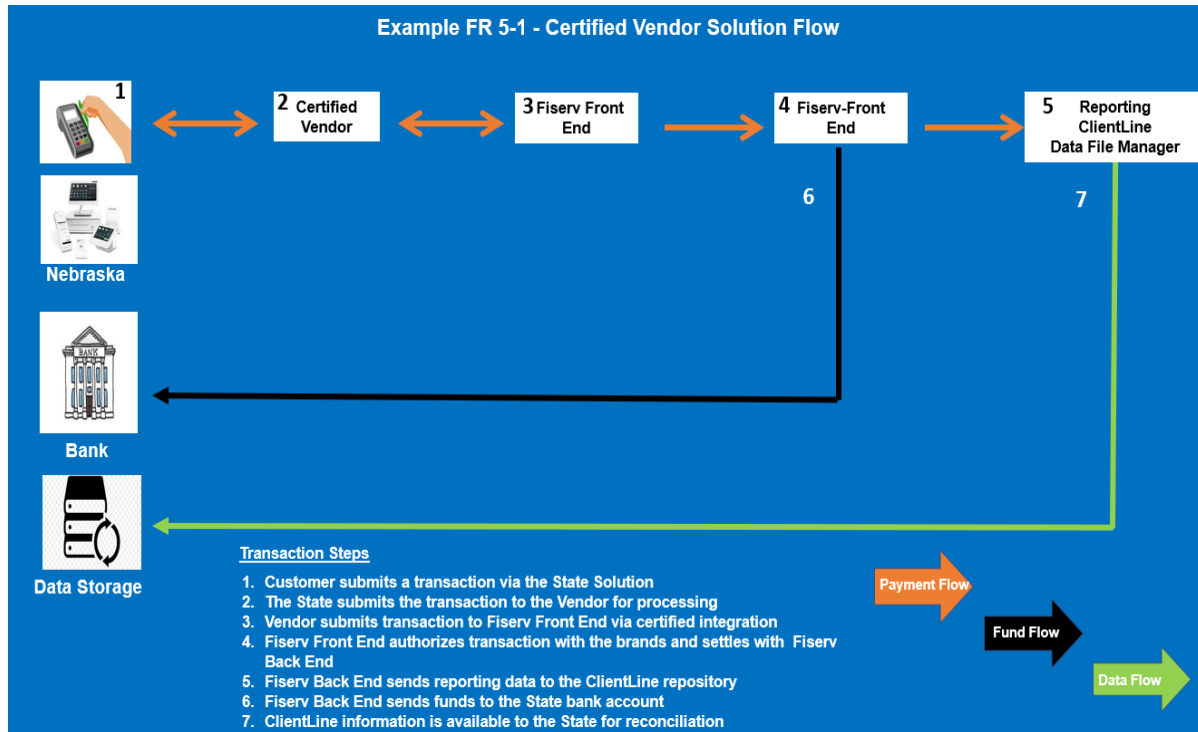 Example FR 5-1 - Certified Vendor Solution Flow
1
2 Certified
Vendor
3 Fiserv Front
End
4 Fiserv-Front
End
5 Reporting
ClientLine
Data File Manager
6
7
Nebraska
BANK
Bank
Data Storage
Transaction Steps
1. Customer submits a transaction via the State Solution
2. The State submits the transaction to the Vendor for processing
3. Vendor submits transaction to Fiserv Front End via certified integration
4. Fiserv Front End authorizes transaction with the brands and settles with Fiserv
Back End
5. Fiserv Back End sends reporting data to the ClientLine repository
6. Fiserv Back End sends funds to the State bank account
7. ClientLine information is available to the State for reconciliation
Payment Flow
Fund Flow
Data Flow